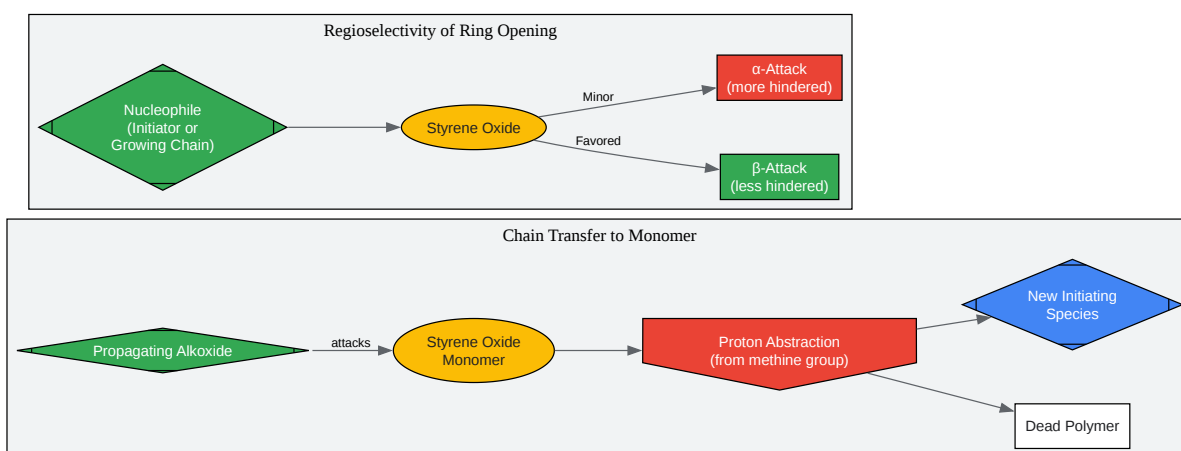 Regioselectivity of Ring Opening
Nucleophile
(Initiator or
Growing Chain)
Styrene Oxide
Minor
Favored
α-Attack
(more hindered)
β-Attack
(less hindered)
Chain Transfer to Monomer
Propagating Alkoxide
attacks
Styrene Oxide
Monomer
Proton Abstraction
(from methine group)
New Initiating
Species
Dead Polymer